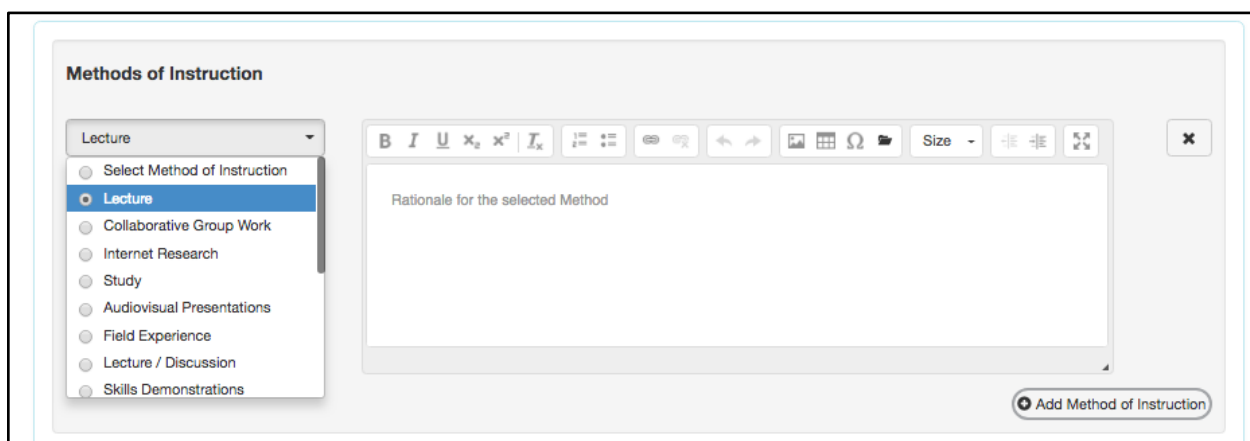 Methods of Instruction
Lecture
B I U x₂ x² Tx Ω Size
Select Method of Instruction
Lecture
Collaborative Group Work
Internet Research
Study
Audiovisual Presentations
Field Experience
Lecture / Discussion
Skills Demonstrations
Rationale for the selected Method
Add Method of Instruction